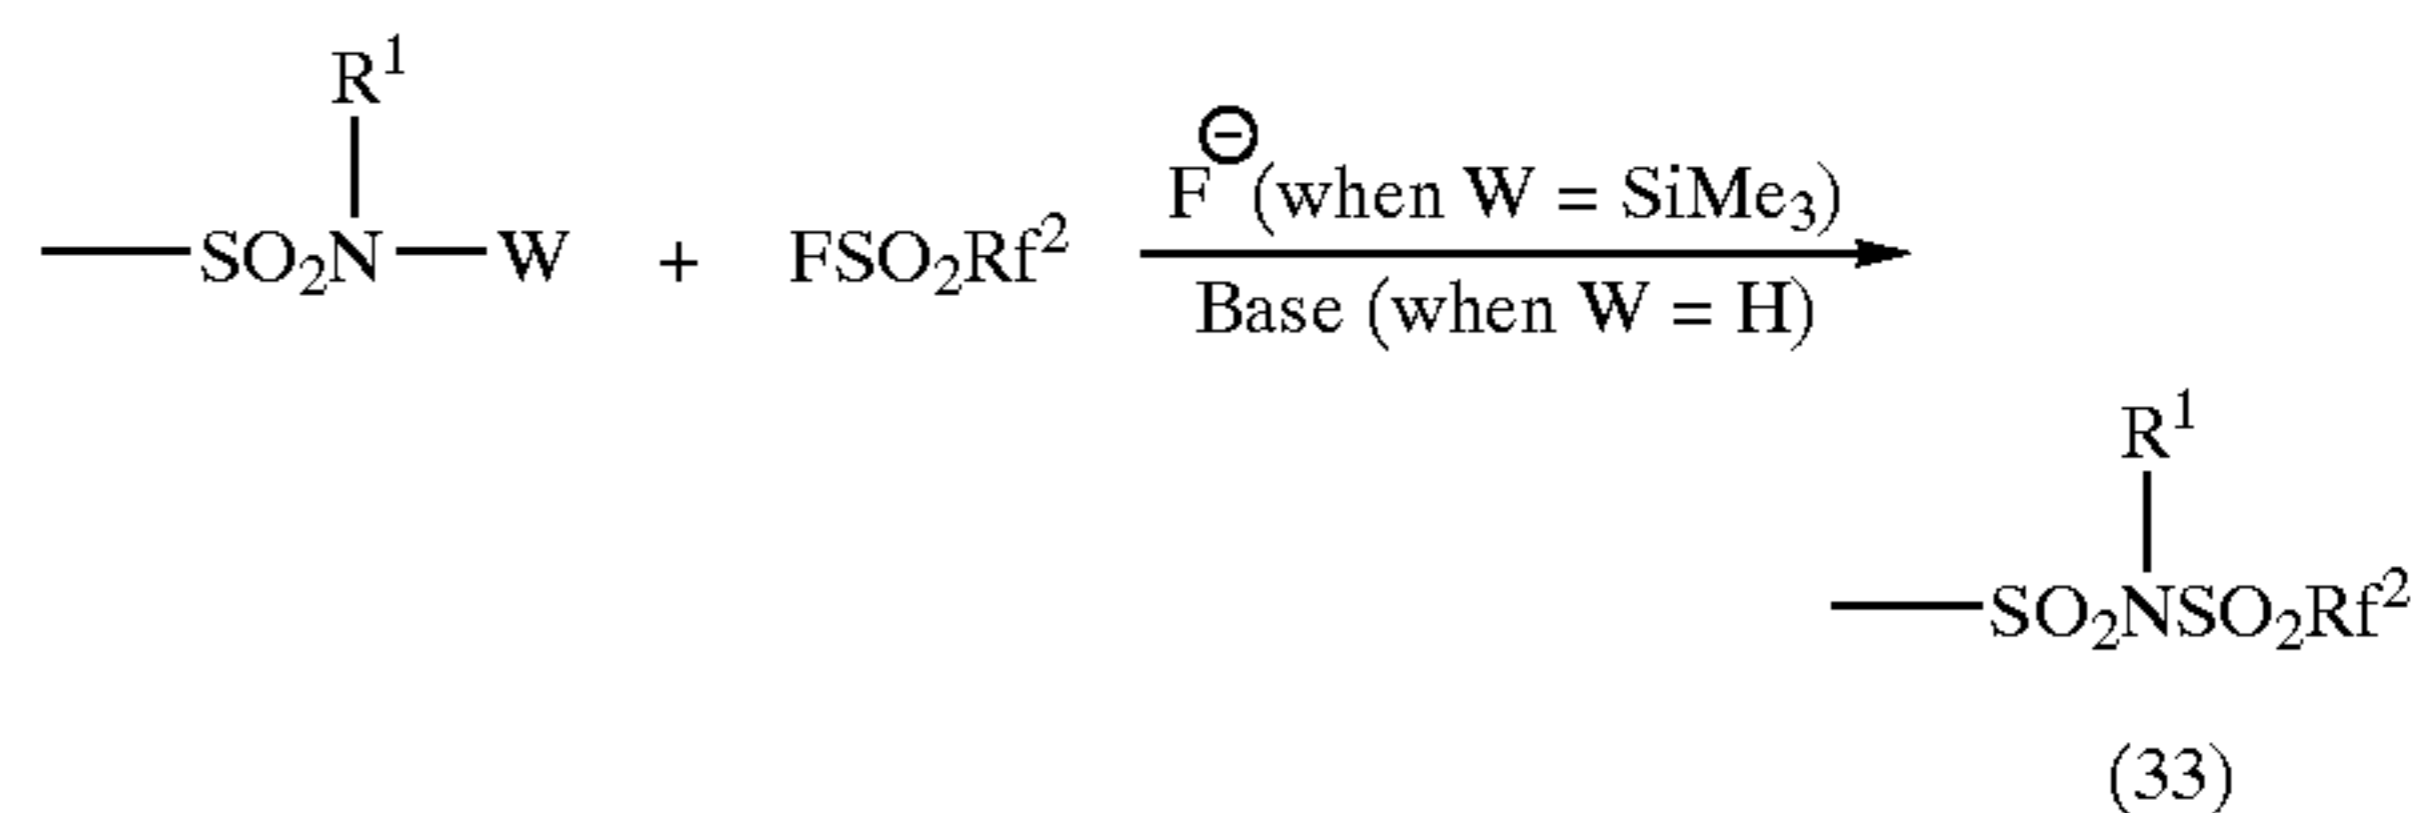 R¹
F⊖ (when W = SiMe₃)
—SO₂N—W + FSO₂Rf²
Base (when W = H)
R¹
—SO₂NSO₂Rf²
(33)